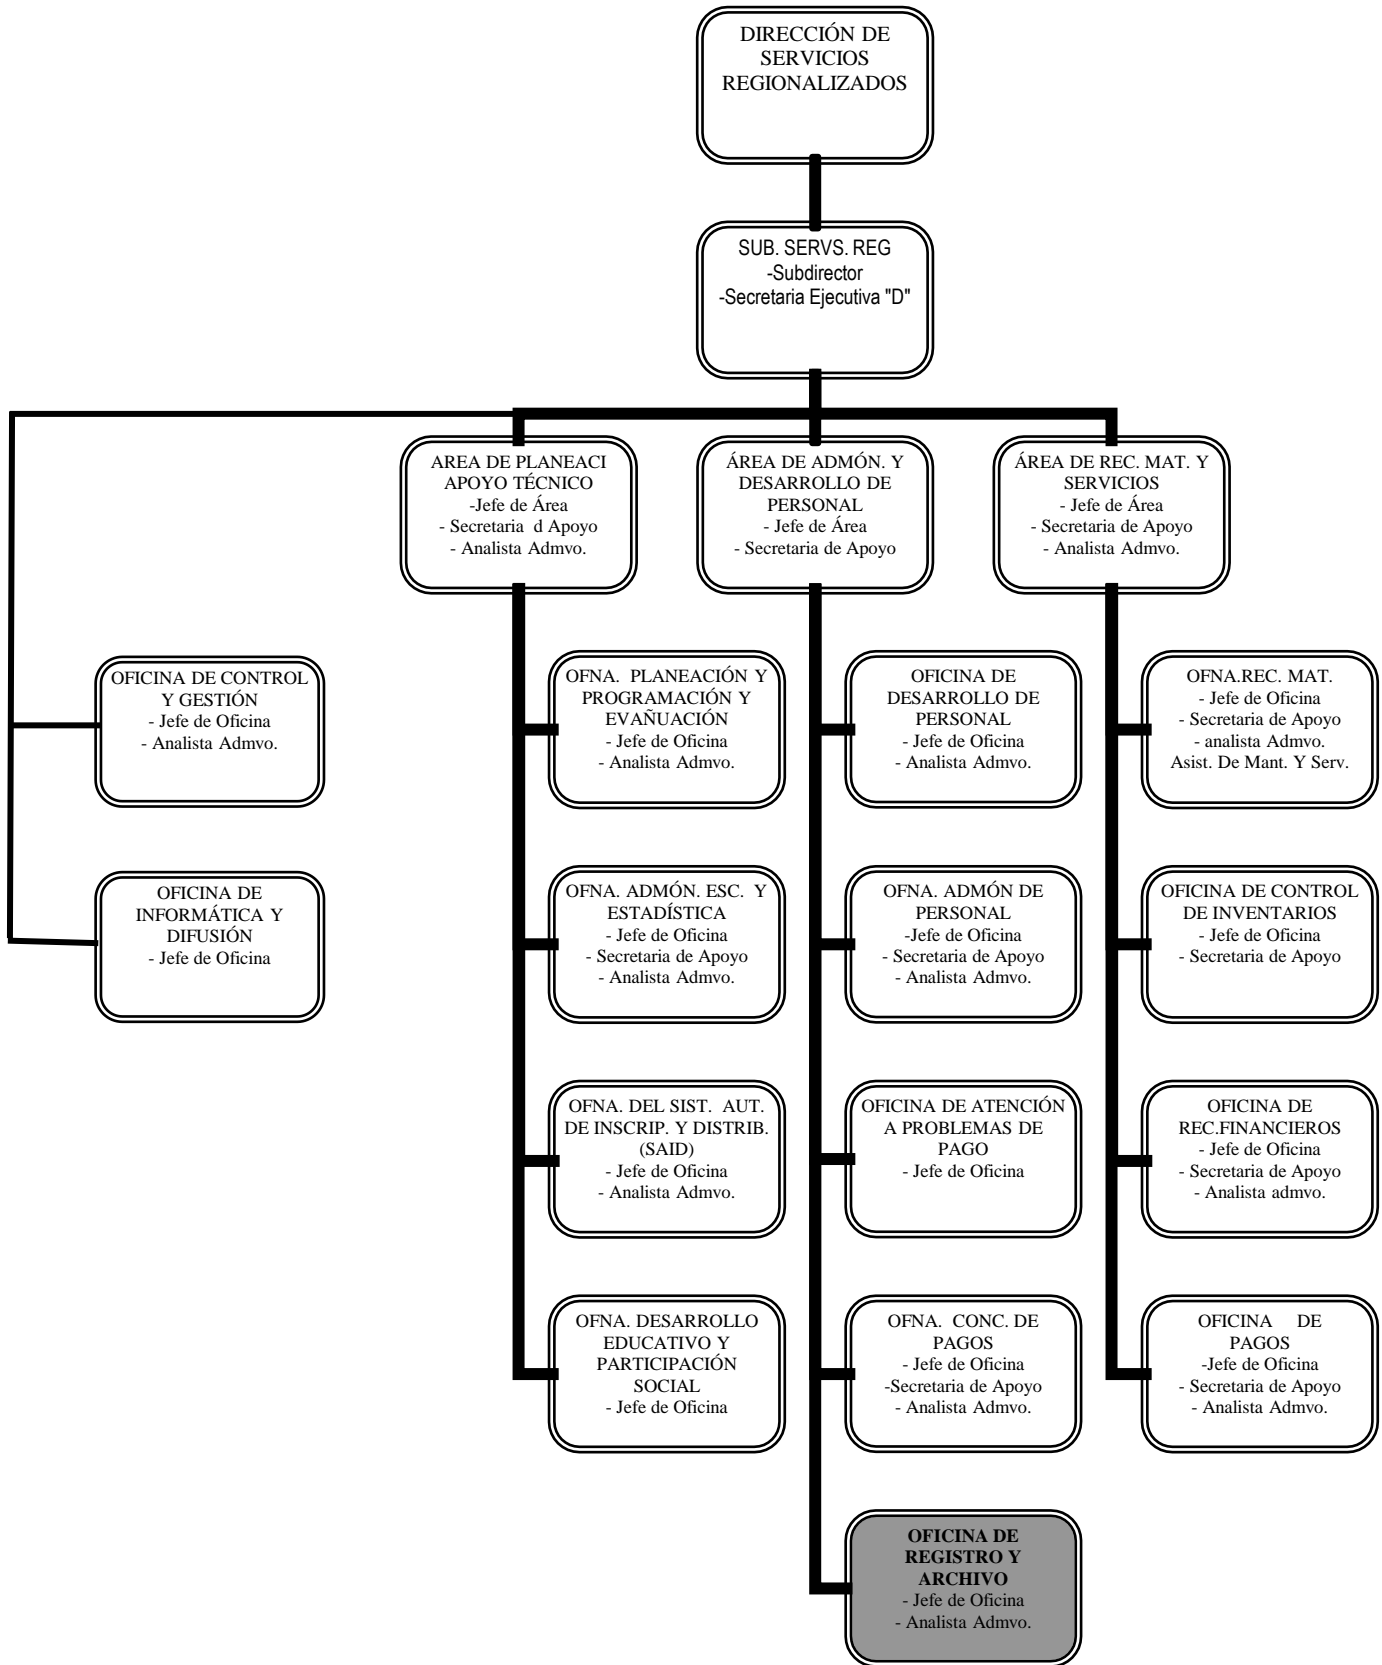 DIRECCIÓN DE
SERVICIOS
REGIONALIZADOS
SUB. SERVS. REG
-Subdirector
-Secretaria Ejecutiva "D"
AREA DE PLANEACI
APOYO TÉCNICO
-Jefe de Área
- Secretaria  d Apoyo
- Analista Admvo.
ÁREA DE ADMÓN. Y
DESARROLLO DE
PERSONAL
- Jefe de Área
- Secretaria de Apoyo
ÁREA DE REC. MAT. Y
SERVICIOS
- Jefe de Área
- Secretaria de Apoyo
- Analista Admvo.
OFICINA DE CONTROL
Y GESTIÓN
- Jefe de Oficina
- Analista Admvo.
OFNA.  PLANEACIÓN Y
PROGRAMACIÓN Y
EVAÑUACIÓN
- Jefe de Oficina
- Analista Admvo.
OFICINA DE
DESARROLLO DE
PERSONAL
- Jefe de Oficina
- Analista Admvo.
OFNA.REC. MAT.
- Jefe de Oficina
- Secretaria de Apoyo
- analista Admvo.
Asist. De Mant. Y Serv.
OFICINA DE
INFORMÁTICA Y
DIFUSIÓN
- Jefe de Oficina
OFNA. ADMÓN. ESC.  Y
ESTADÍSTICA
- Jefe de Oficina
- Secretaria de Apoyo
- Analista Admvo.
OFNA. ADMÓN DE
PERSONAL
-Jefe de Oficina
- Secretaria de Apoyo
- Analista Admvo.
OFICINA DE CONTROL
DE INVENTARIOS
- Jefe de Oficina
- Secretaria de Apoyo
OFNA. DEL SIST.  AUT.
DE INSCRIP. Y DISTRIB.
(SAID)
- Jefe de Oficina
- Analista Admvo.
OFICINA DE ATENCIÓN
A PROBLEMAS DE
PAGO
- Jefe de Oficina
OFICINA DE
REC.FINANCIEROS
- Jefe de Oficina
- Secretaria de Apoyo
- Analista admvo.
OFNA. DESARROLLO
EDUCATIVO Y
PARTICIPACIÓN
SOCIAL
- Jefe de Oficina
OFNA.  CONC. DE
PAGOS
- Jefe de Oficina
-Secretaria de Apoyo
- Analista Admvo.
OFICINA    DE
PAGOS
-Jefe de Oficina
- Secretaria de Apoyo
- Analista Admvo.
OFICINA DE
REGISTRO Y
ARCHIVO
- Jefe de Oficina
- Analista Admvo.